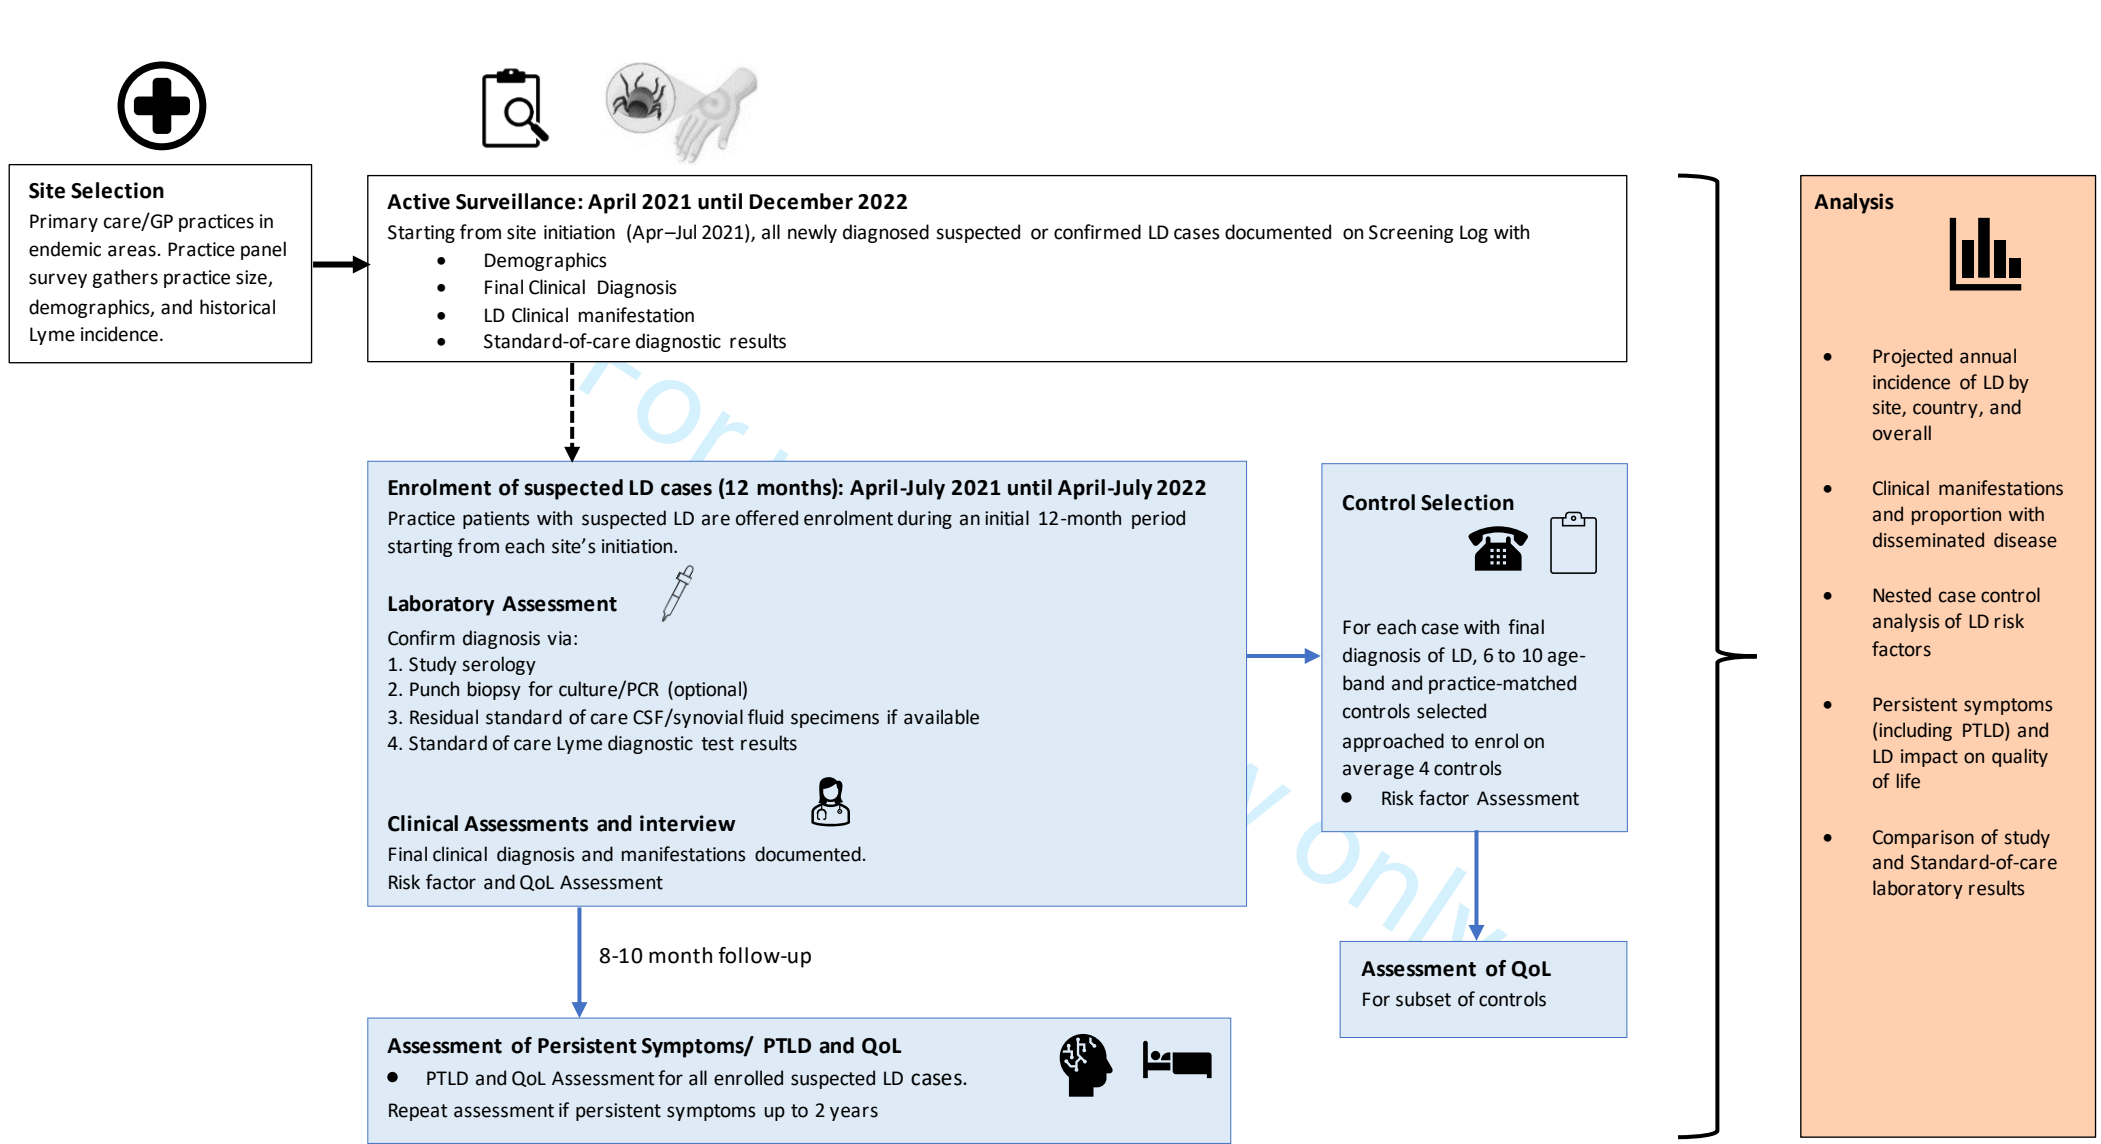 Site Selection
Primary care/GP practices in
endemic areas. Practice panel
survey gathers practice size,
demographics, and historical
Lyme incidence.
Active Surveillance: April 2021 until December 2022
Starting from site initiation (Apr–Jul 2021), all newly diagnosed suspected or confirmed LD cases documented on Screening Log with
• Demographics
• Final Clinical Diagnosis
• LD Clinical manifestation
• Standard-of-care diagnostic results
For
Enrolment of suspected LD cases (12 months): April-July 2021 until April-July 2022
Practice patients with suspected LD are offered enrolment during an initial 12-month period
starting from each site's initiation.
Laboratory Assessment
Confirm diagnosis via:
1. Study serology
2. Punch biopsy for culture/PCR (optional)
3. Residual standard of care CSF/synovial fluid specimens if available
4. Standard of care Lyme diagnostic test results
Clinical Assessments and interview
Final clinical diagnosis and manifestations documented.
Risk factor and QoL Assessment
Control Selection
For each case with final
diagnosis of LD, 6 to 10 age-
band and practice-matched
controls selected
approached to enrol on
average 4 controls
• Risk factor Assessment
only
8-10 month follow-up
Assessment of QoL
For subset of controls
Assessment of Persistent Symptoms/ PTLD and QoL
• PTLD and QoL Assessment for all enrolled suspected LD cases.
Repeat assessment if persistent symptoms up to 2 years
Analysis
• Projected annual
incidence of LD by
site, country, and
overall
• Clinical manifestations
and proportion with
disseminated disease
• Nested case control
analysis of LD risk
factors
• Persistent symptoms
(including PTLD) and
LD impact on quality
of life
• Comparison of study
and Standard-of-care
laboratory results